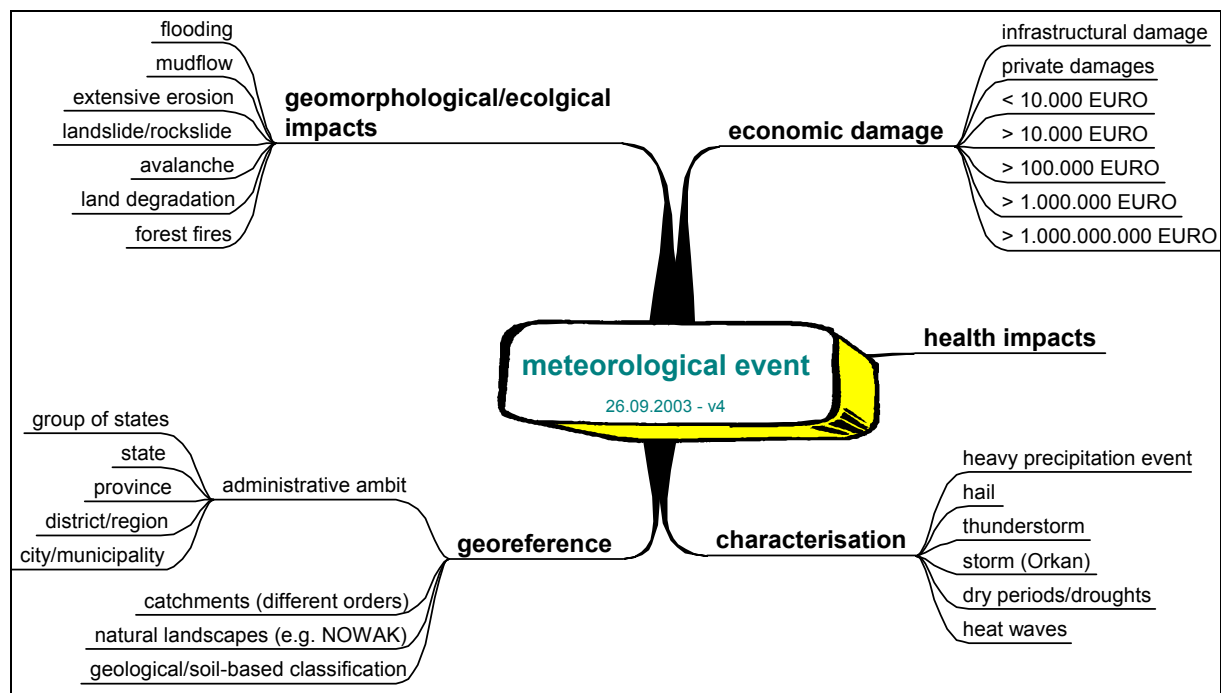 flooding
mudflow
extensive erosion
landslide/rockslide
avalanche
land degradation
forest fires
geomorphological/ecolgical
impacts
infrastructural damage
private damages
< 10.000 EURO
> 10.000 EURO
> 100.000 EURO
> 1.000.000 EURO
> 1.000.000.000 EURO
economic damage
health impacts
meteorological event
26.09.2003 - v4
group of states
state
province
district/region
city/municipality
administrative ambit
georeference
catchments (different orders)
natural landscapes (e.g. NOWAK)
geological/soil-based classification
characterisation
heavy precipitation event
hail
thunderstorm
storm (Orkan)
dry periods/droughts
heat waves